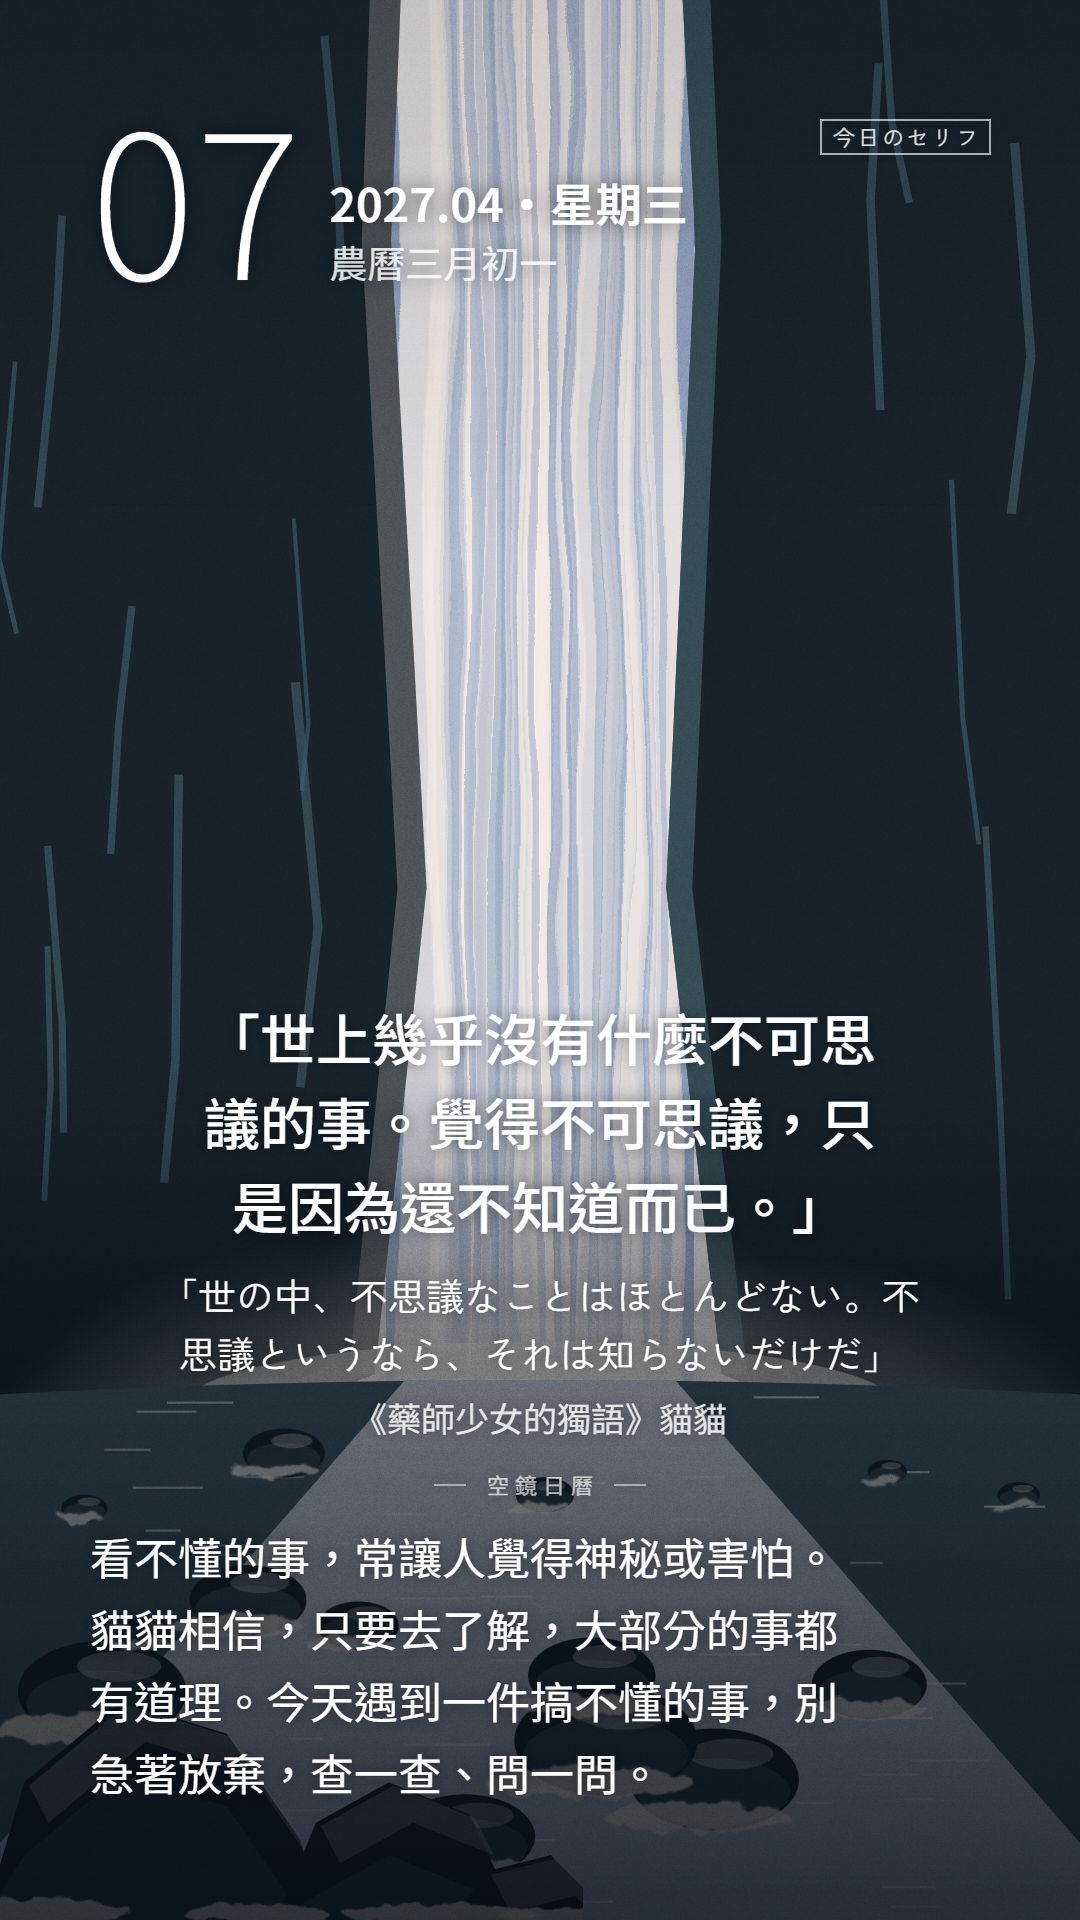 07
今日のセリフ
2027.04・星期三
農曆三月初一
「世上幾乎沒有什麼不可思
議的事。覺得不可思議，只
是因為還不知道而已。」
「世の中、不思議なことはほとんどない。不
思議というなら、それは知らないだけだ」
《藥師少女的獨語》貓貓
空鏡日曆
看不懂的事，常讓人覺得神秘或害怕。
貓貓相信，只要去了解，大部分的事都
有道理。今天遇到一件搞不懂的事，別
急著放棄，查一查、問一問。